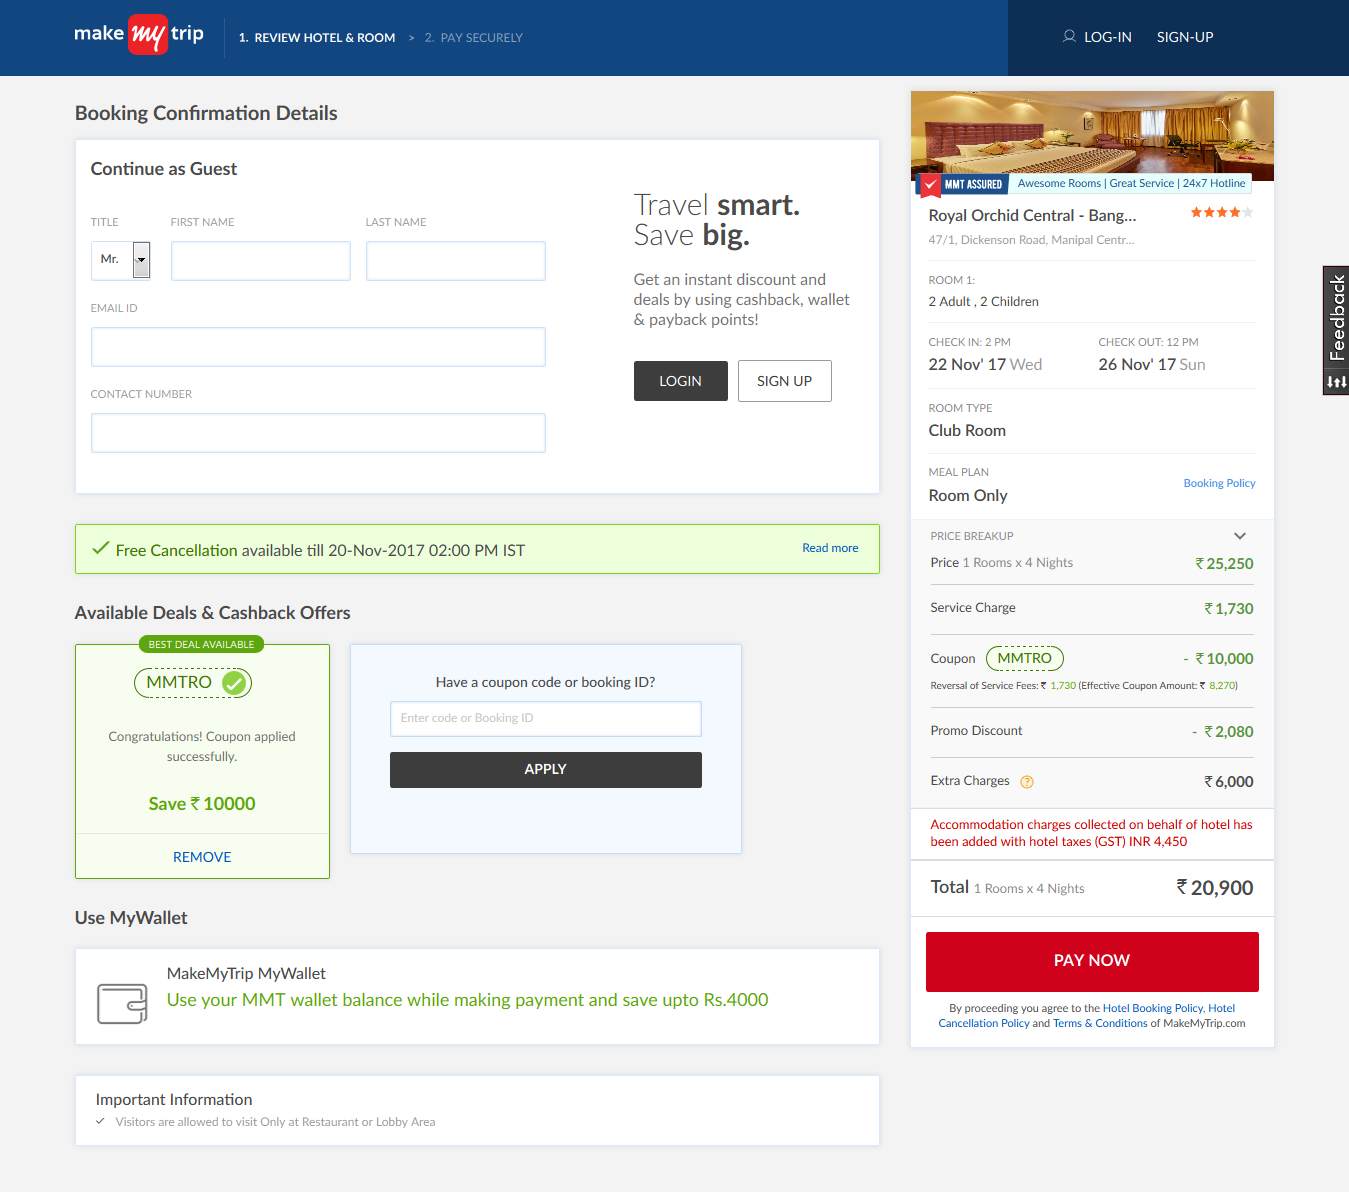 make my trip
1. REVIEW HOTEL & ROOM > 2. PAY SECURELY
LOG-IN SIGN-UP
Booking Confirmation Details
Continue as Guest
TITLE FIRST NAME LAST NAME
Mr.
EMAIL ID
CONTACT NUMBER
Travel smart.
Save big.
Get an instant discount and
deals by using cashback, wallet
& payback points!
LOGIN SIGN UP
Free Cancellation available till 20-Nov-2017 02:00 PM IST
Read more
Available Deals & Cashback Offers
BEST DEAL AVAILABLE
MMTRO
Congratulations! Coupon applied
successfully.
Save ₹ 10000
REMOVE
Have a coupon code or booking ID?
Enter code or Booking ID
APPLY
Use MyWallet
MakeMyTrip MyWallet
Use your MMT wallet balance while making payment and save upto Rs.4000
Important Information
Visitors are allowed to visit Only at Restaurant or Lobby Area
MMT ASSURED Awesome Rooms | Great Service | 24x7 Hotline
Royal Orchid Central - Bang...
47/1, Dickenson Road, Manipal Centr...
ROOM 1:
2 Adult , 2 Children
CHECK IN: 2 PM CHECK OUT: 12 PM
22 Nov' 17 Wed 26 Nov' 17 Sun
ROOM TYPE
Club Room
MEAL PLAN
Room Only
Booking Policy
PRICE BREAKUP
Price 1 Rooms x 4 Nights ₹ 25,250
Service Charge ₹ 1,730
Coupon MMTRO - ₹ 10,000
Reversal of Service Fees: ₹ 1,730 (Effective Coupon Amount: ₹ 8,270)
Promo Discount - ₹ 2,080
Extra Charges ? ₹ 6,000
Accommodation charges collected on behalf of hotel has
been added with hotel taxes (GST) INR 4,450
Total 1 Rooms x 4 Nights ₹ 20,900
PAY NOW
By proceeding you agree to the Hotel Booking Policy, Hotel
Cancellation Policy and Terms & Conditions of MakeMyTrip.com
Feedback